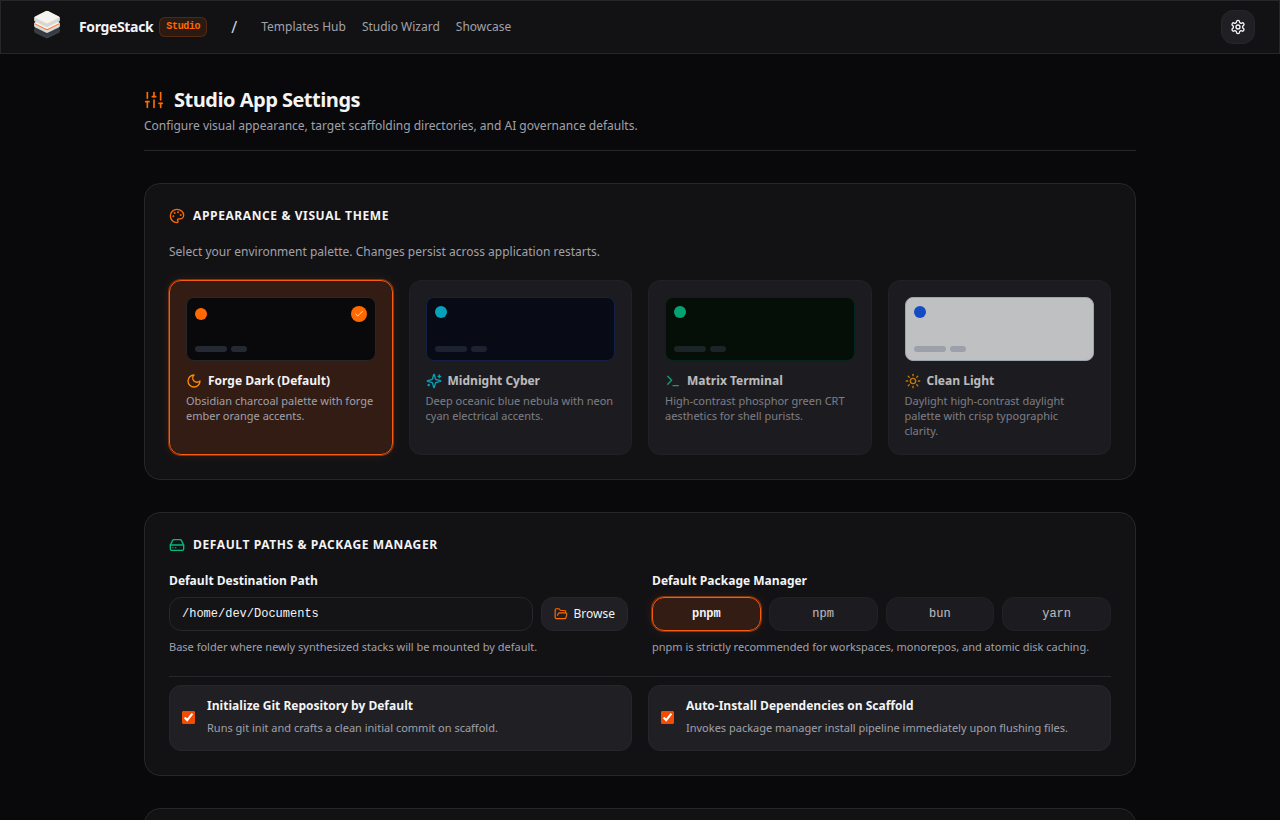 ForgeStack Studio / Templates Hub Studio Wizard Showcase
Studio App Settings
Configure visual appearance, target scaffolding directories, and AI governance defaults.
APPEARANCE & VISUAL THEME
Select your environment palette. Changes persist across application restarts.
Forge Dark (Default)
Obsidian charcoal palette with forge
ember orange accents.
Midnight Cyber
Deep oceanic blue nebula with neon
cyan electrical accents.
Matrix Terminal
High-contrast phosphor green CRT
aesthetics for shell purists.
Clean Light
Daylight high-contrast daylight
palette with crisp typographic
clarity.
DEFAULT PATHS & PACKAGE MANAGER
Default Destination Path
/home/dev/Documents
Browse
Base folder where newly synthesized stacks will be mounted by default.
Default Package Manager
pnpm npm bun yarn
pnpm is strictly recommended for workspaces, monorepos, and atomic disk caching.
Initialize Git Repository by Default
Runs git init and crafts a clean initial commit on scaffold.
Auto-Install Dependencies on Scaffold
Invokes package manager install pipeline immediately upon flushing files.